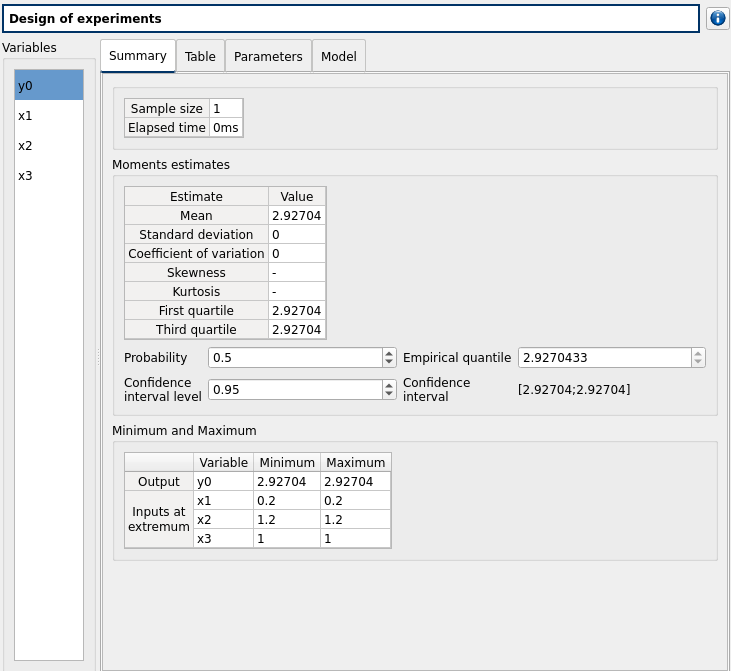 Design of experiments
Variables
y0
x1
x2
x3
Summary Table Parameters Model
Sample size 1
Elapsed time 0ms
Moments estimates
Estimate Value
Mean 2.92704
Standard deviation 0
Coefficient of variation 0
Skewness -
Kurtosis -
First quartile 2.92704
Third quartile 2.92704
Probability 0.5 Empirical quantile 2.9270433
Confidence interval level 0.95 Confidence interval [2.92704;2.92704]
Minimum and Maximum
Variable Minimum Maximum
Output y0 2.92704 2.92704
Inputs at extremum x1 0.2 0.2
x2 1.2 1.2
x3 1 1